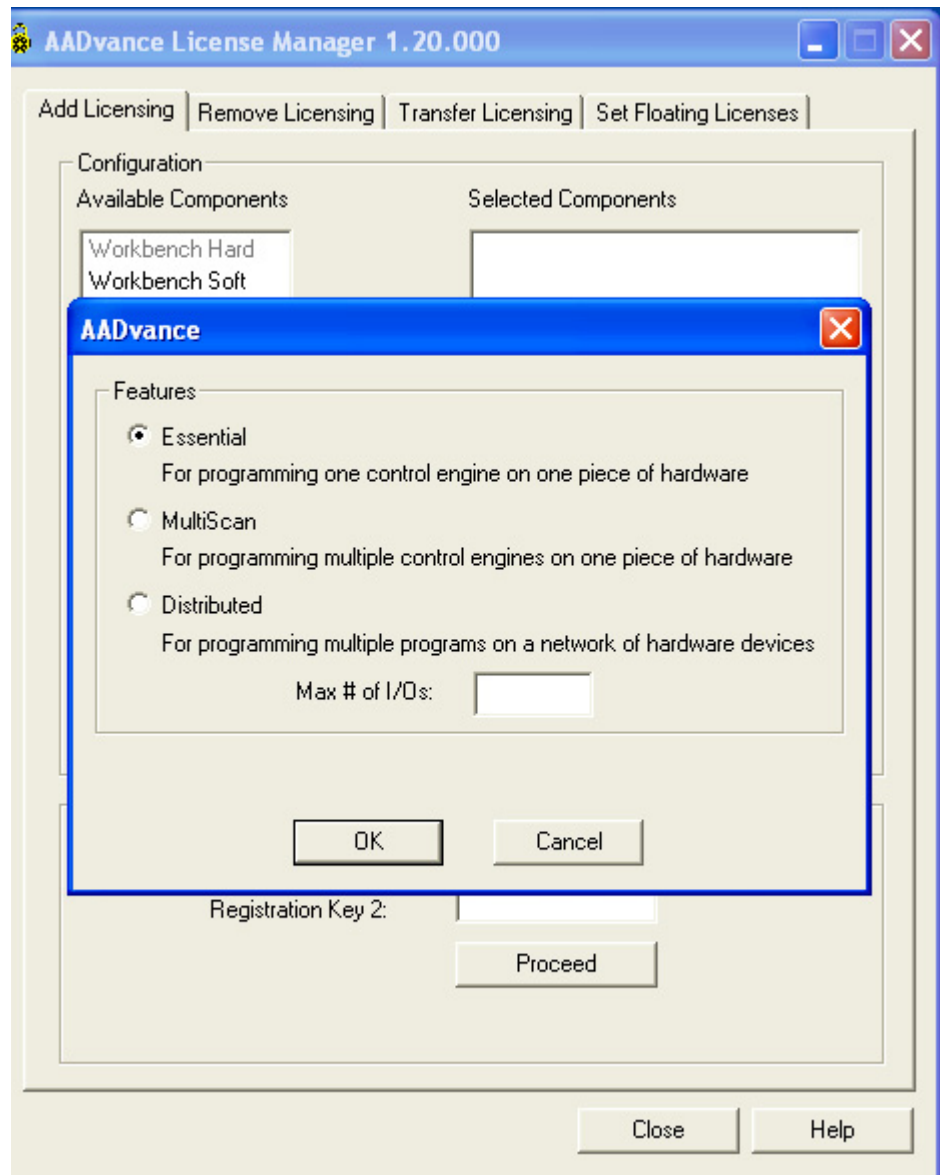 AADvance License Manager 1.20.000
Add Licensing Remove Licensing Transfer Licensing Set Floating Licenses
Configuration
Available Components Selected Components
Workbench Hard
Workbench Soft
AADvance
Features
Essential
For programming one control engine on one piece of hardware
MultiScan
For programming multiple control engines on one piece of hardware
Distributed
For programming multiple programs on a network of hardware devices
Max # of I/Os:
OK Cancel
Registration Key 2:
Proceed
Close Help